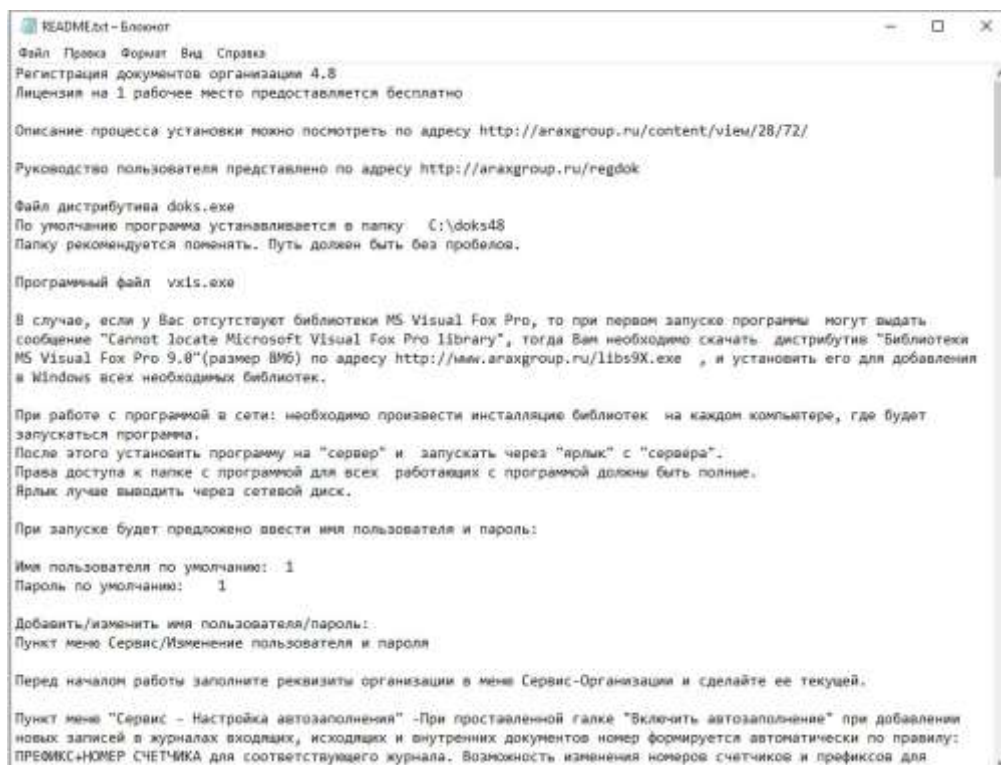 README.txt – Блокнот
Файл Правка Формат Вид Справка
Регистрация документов организации 4.8
Лицензия на 1 рабочее место предоставляется бесплатно
Описание процесса установки можно посмотреть по адресу http://araxgroup.ru/content/view/28/72/
Руководство пользователя представлено по адресу http://araxgroup.ru/regdok
Файл дистрибутива doks.exe
По умолчанию программа устанавливается в папку C:\doks48
Папку рекомендуется поменять. Путь должен быть без пробелов.
Программный файл vxis.exe
В случае, если у Вас отсутствуют библиотеки MS Visual Fox Pro, то при первом запуске программы могут выдать
сообщение "Cannot locate Microsoft Visual Fox Pro library", тогда Вам необходимо скачать дистрибутив "Библиотеки
MS Visual Fox Pro 9.0"(размер 8Мб) по адресу http://www.araxgroup.ru/libs9X.exe , и установить его для добавления
в Windows всех необходимых библиотек.
При работе с программой в сети: необходимо произвести инсталляцию библиотек на каждом компьютере, где будет
запускаться программа.
После этого установить программу на "сервер" и запускать через "ярлык" с "сервера".
Права доступа к папке с программой для всех работающих с программой должны быть полные.
Ярлык лучше выводить через сетевой диск.
При запуске будет предложено ввести имя пользователя и пароль:
Имя пользователя по умолчанию: 1
Пароль по умолчанию: 1
Добавить/изменить имя пользователя/пароль:
Пункт меню Сервис/Изменение пользователя и пароля
Перед началом работы заполните реквизиты организации в меню Сервис-Организации и сделайте ее текущей.
Пункт меню "Сервис – Настройка автозаполнения" -При проставленной галке "Включить автозаполнение" при добавлении
новых записей в журналах входящих, исходящих и внутренних документов номер формируется автоматически по правилу:
ПРЕФИКС+НОМЕР СЧЕТЧИКА для соответствующего журнала. Возможность изменения номеров счетчиков и префиксов для